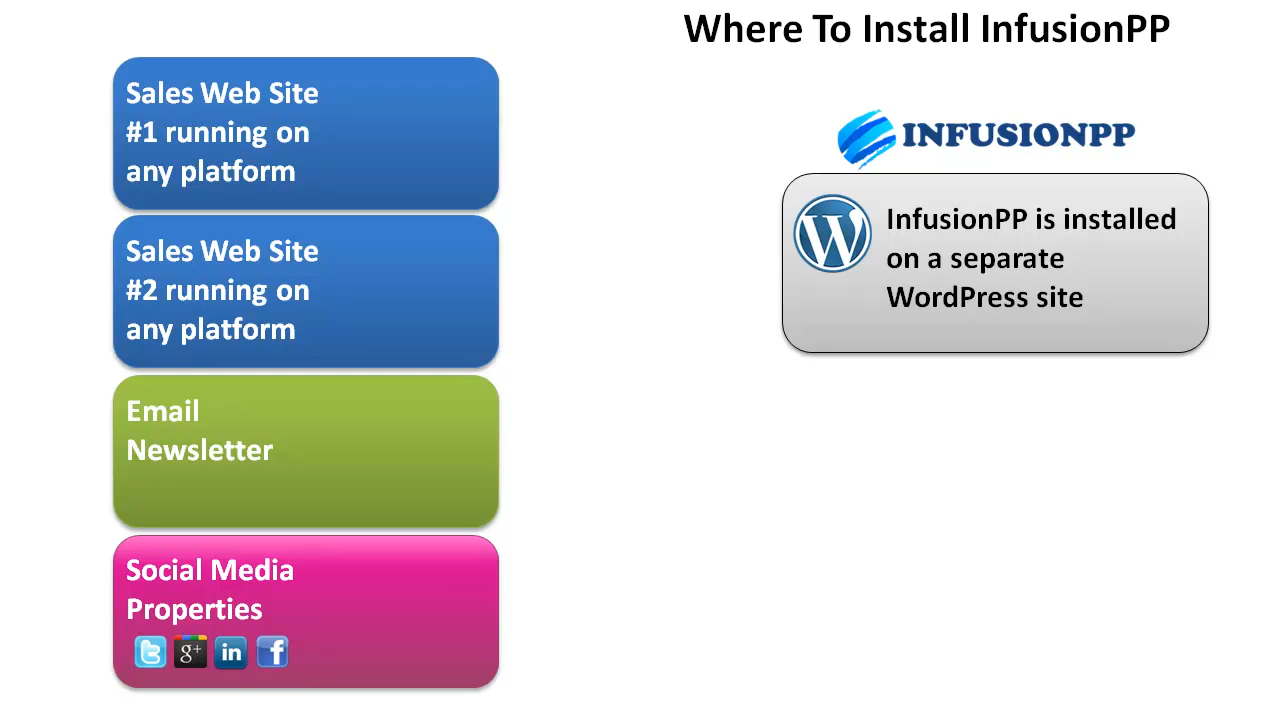 Where To Install InfusionPP
Sales Web Site
#1 running on
any platform
Sales Web Site
#2 running on
any platform
Email
Newsletter
Social Media
Properties
g+
in
f
INFUSIONPP
W
InfusionPP is installed
on a separate
WordPress site